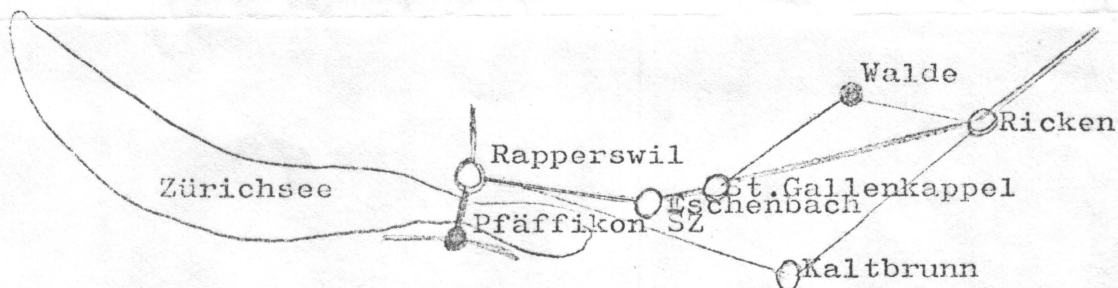 Walde
Ricken
Rapperswil
Zürichsee
St.Gallenkappel
Eschenbach
Pfäffikon SZ
Kaltbrunn